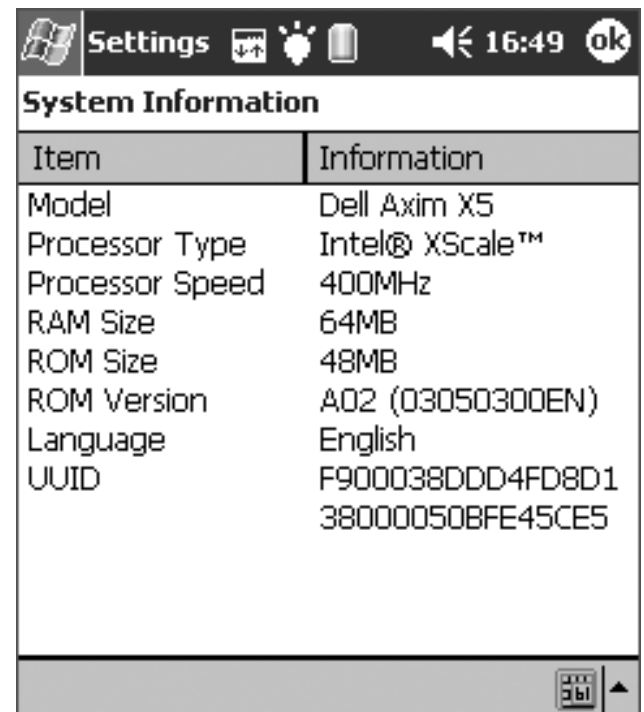 Settings 16:49 ok
System Information
Item Information
Model Dell Axim X5
Processor Type Intel® XScale™
Processor Speed 400MHz
RAM Size 64MB
ROM Size 48MB
ROM Version A02 (03050300EN)
Language English
UUID F900038DDD4FD8D1
38000050BFE45CE5